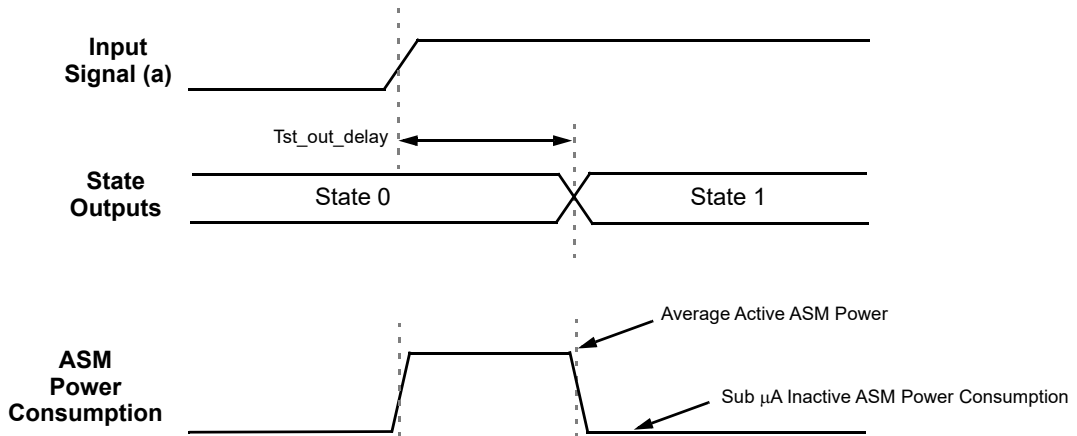 Input
Signal (a)
Tst_out_delay
State
Outputs
State 0
State 1
Average Active ASM Power
ASM
Power
Consumption
Sub μA Inactive ASM Power Consumption